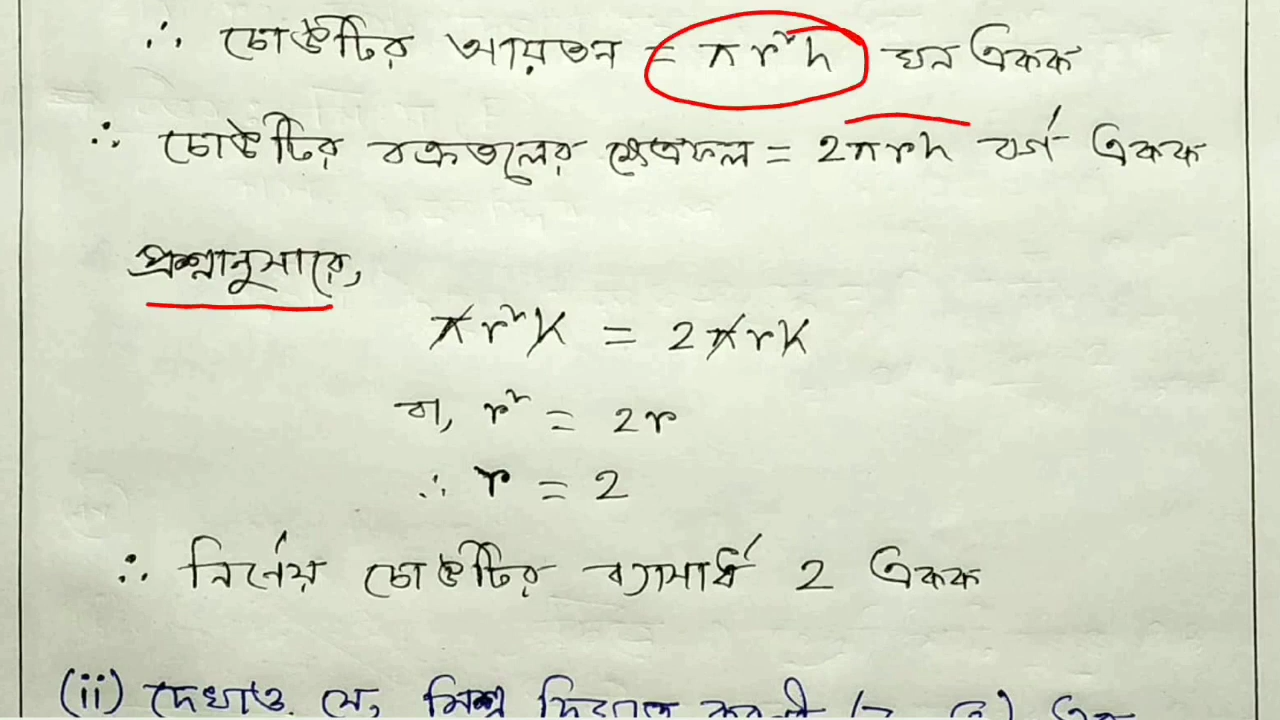 ∴ চোঙটির আয়তন = πr²h ঘন একক
∴ চোঙটির বক্রতলের ক্ষেত্রফল = 2πrh বর্গ একক
প্রশ্নানুসারে,
πr²h = 2πrh
বা, r² = 2r
∴ r = 2
∴ নির্ণেয় চোঙটির ব্যাসার্ধ 2 একক
(ii) দেখাও যে, মিশ্র দ্বিঘাত করণী